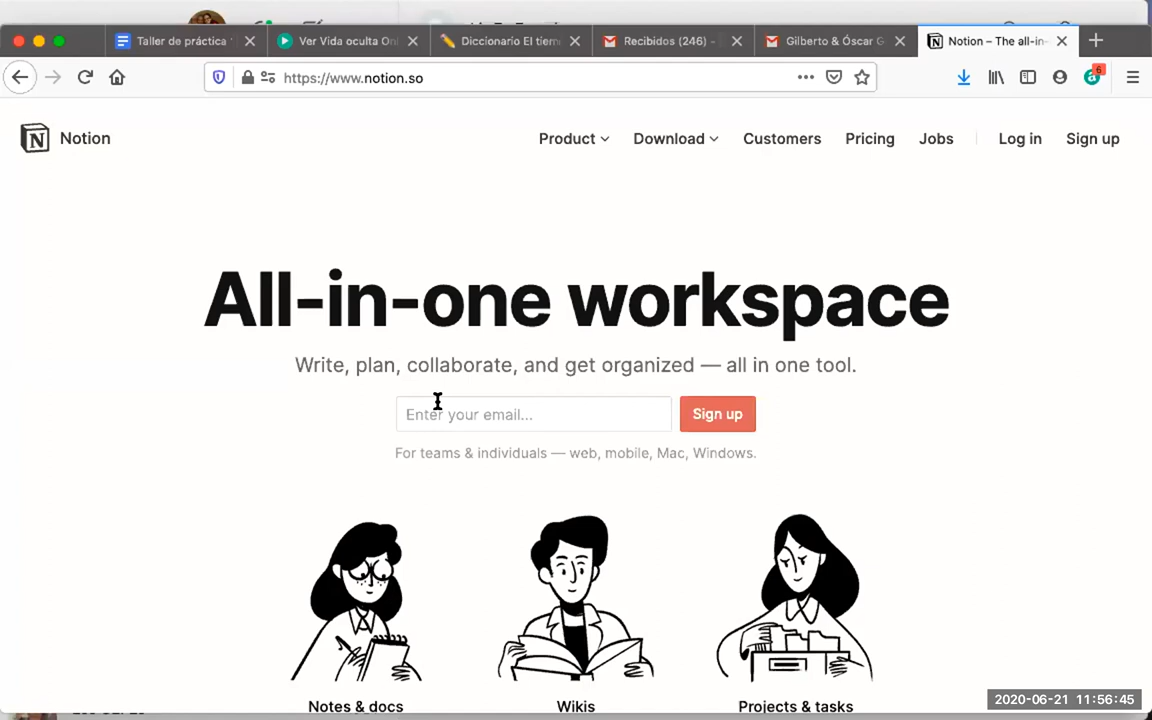 Taller de práctica
Ver Vida oculta Onl
Diccionario El tiem
Recibidos (246) -
Gilberto & Óscar G
Notion – The all-in-
https://www.notion.so
6
Notion
Product
Download
Customers
Pricing
Jobs
Log in
Sign up
All-in-one workspace
Write, plan, collaborate, and get organized — all in one tool.
Enter your email...
Sign up
For teams & individuals — web, mobile, Mac, Windows.
Notes & docs
Wikis
Projects & tasks
2020-06-21 11:56:45